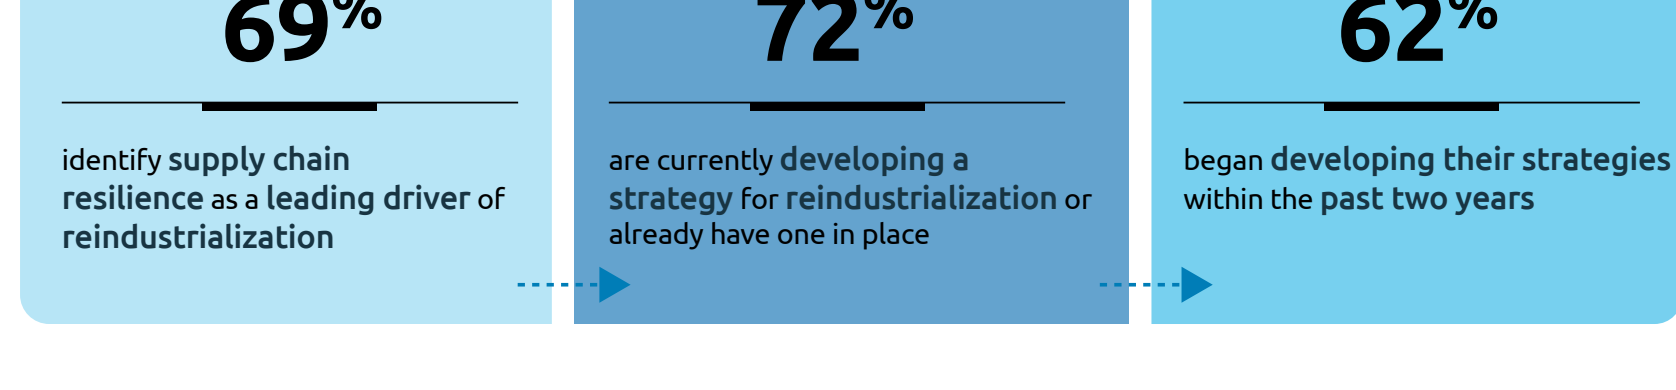 69%
identify supply chain
resilience as a leading driver of
reindustrialization
72%
are currently developing a
strategy for reindustrialization or
already have one in place
62%
began developing their strategies
within the past two years